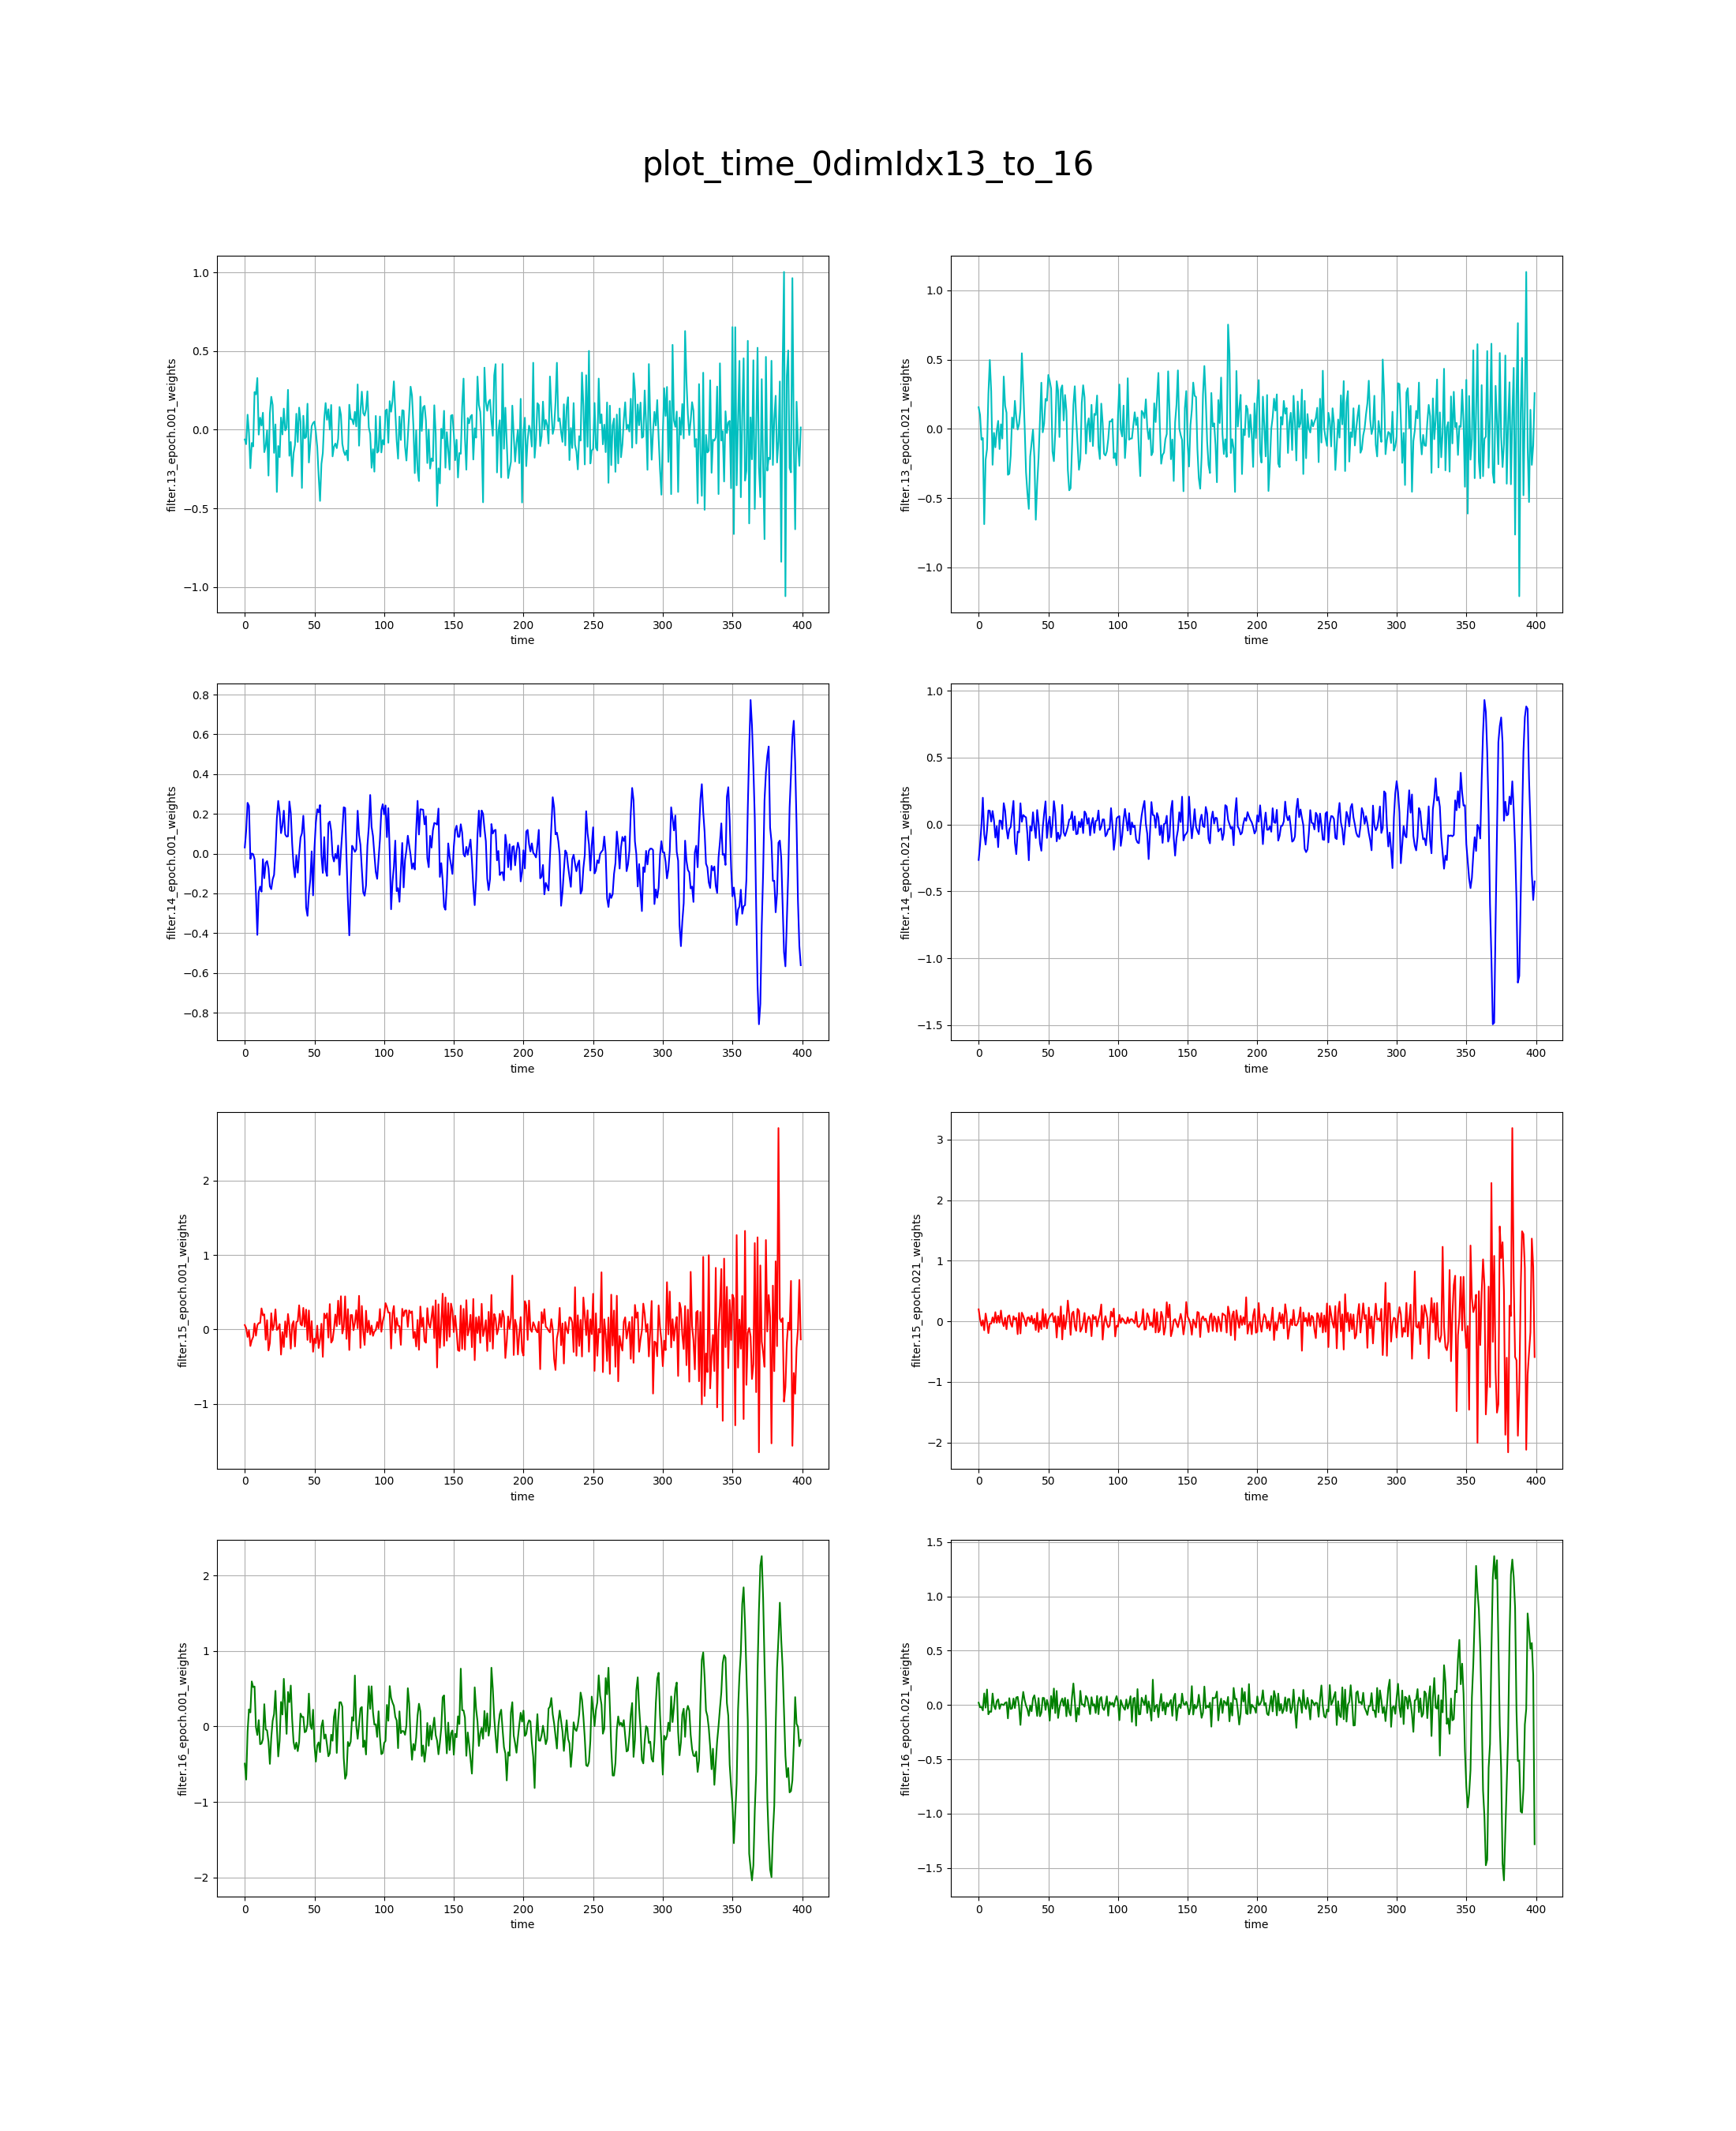 plot_time_0dimIdx13_to_16
filter.13_epoch.001_weights
1.0
0.5
0.0
−0.5
−1.0
0 50 100 150 200 250 300 350 400
time
filter.13_epoch.021_weights
1.0
0.5
0.0
−0.5
−1.0
0 50 100 150 200 250 300 350 400
time
filter.14_epoch.001_weights
0.8
0.6
0.4
0.2
0.0
−0.2
−0.4
−0.6
−0.8
0 50 100 150 200 250 300 350 400
time
filter.14_epoch.021_weights
1.0
0.5
0.0
−0.5
−1.0
−1.5
0 50 100 150 200 250 300 350 400
time
filter.15_epoch.001_weights
2
1
0
−1
0 50 100 150 200 250 300 350 400
time
filter.15_epoch.021_weights
3
2
1
0
−1
−2
0 50 100 150 200 250 300 350 400
time
filter.16_epoch.001_weights
2
1
0
−1
−2
0 50 100 150 200 250 300 350 400
time
filter.16_epoch.021_weights
1.5
1.0
0.5
0.0
−0.5
−1.0
−1.5
0 50 100 150 200 250 300 350 400
time